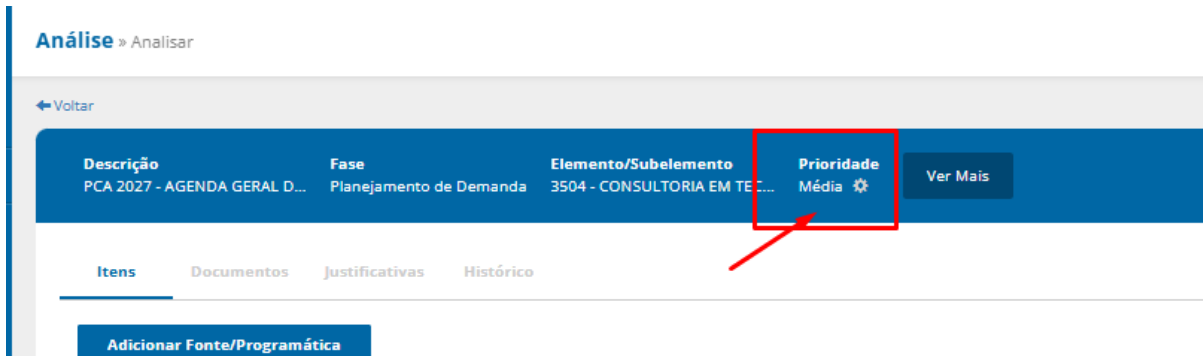 Análise » Analisar
Voltar
Descrição Fase Elemento/Subelemento Prioridade
PCA 2027 - AGENDA GERAL D... Planejamento de Demanda 3504 - CONSULTORIA EM TEC... Média Ver Mais
Itens Documentos Justificativas Histórico
Adicionar Fonte/Programática